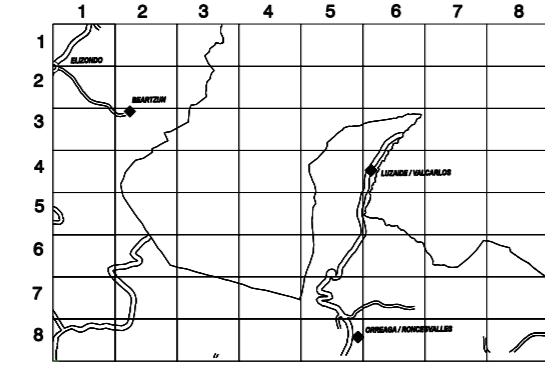 1 2 3 4 5 6 7 8
1
ELIZONDO
2
BEARTZUN
3
4
LUZAIDE / VALCARLOS
5
6
7
8
ORREAGA / RONCESVALLES